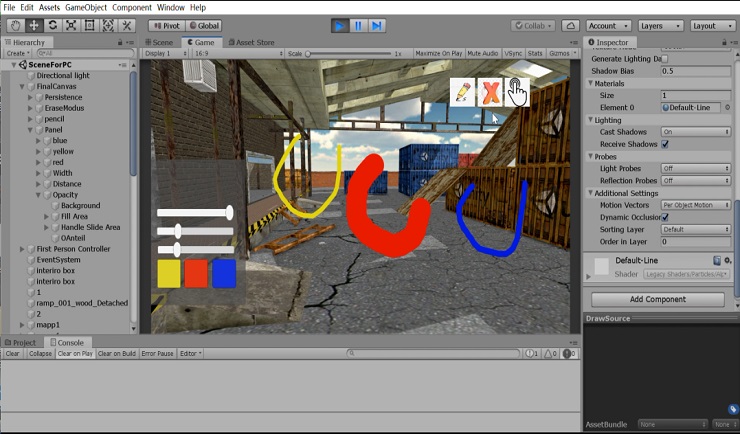 File Edit Assets GameObject Component Window Help
Pivot Global
Collab Account Layers Layout
Hierarchy
Create
SceneForPC
Directional light
FinalCanvas
Persistence
EraseModus
pencil
Panel
blue
yellow
red
Width
Distance
Opacity
Background
Fill Area
Handle Slide Area
OAnteil
First Person Controller
EventSystem
interiro box
interiro box
1
ramp_001_wood_Detached
2
mapp1
Scene Game Asset Store
Display 1 16:9 Scale 1x Maximize On Play Mute Audio VSync Stats Gizmos
Inspector
Generate Lighting Da
Shadow Bias 0.5
Materials
Size 1
Element 0 Default-Line
Lighting
Cast Shadows On
Receive Shadows
Probes
Light Probes Off
Reflection Probes Off
Additional Settings
Motion Vectors Per Object Motion
Dynamic Occlusion
Sorting Layer Default
Order in Layer 0
Default-Line
Shader Legacy Shaders/Particles/Alp
Add Component
DrawSource
AssetBundle None None
Project Console
Clear Collapse Clear on Play Clear on Build Error Pause Editor
1 0 0